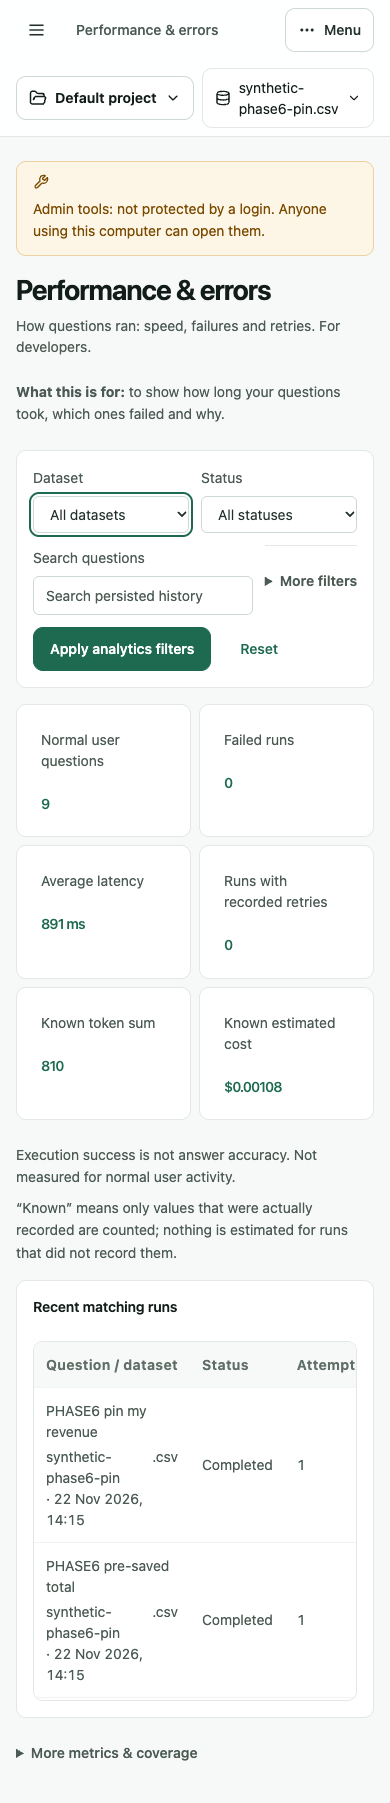 Performance & errors
Menu
Default project
synthetic-
phase6-pin.csv
Admin tools: not protected by a login. Anyone
using this computer can open them.
Performance & errors
How questions ran: speed, failures and retries. For
developers.
What this is for: to show how long your questions
took, which ones failed and why.
Dataset
Status
All datasets
All statuses
Search questions
More filters
Search persisted history
Apply analytics filters
Reset
Normal user
questions
9
Failed runs
0
Average latency
891 ms
Runs with
recorded retries
0
Known token sum
810
Known estimated
cost
$0.00108
Execution success is not answer accuracy. Not
measured for normal user activity.
“Known” means only values that were actually
recorded are counted; nothing is estimated for runs
that did not record them.
Recent matching runs
Question / dataset Status Attempt
PHASE6 pin my
revenue
synthetic- .csv
phase6-pin
· 22 Nov 2026,
14:15
Completed 1
PHASE6 pre-saved
total
synthetic- .csv
phase6-pin
· 22 Nov 2026,
14:15
Completed 1
More metrics & coverage